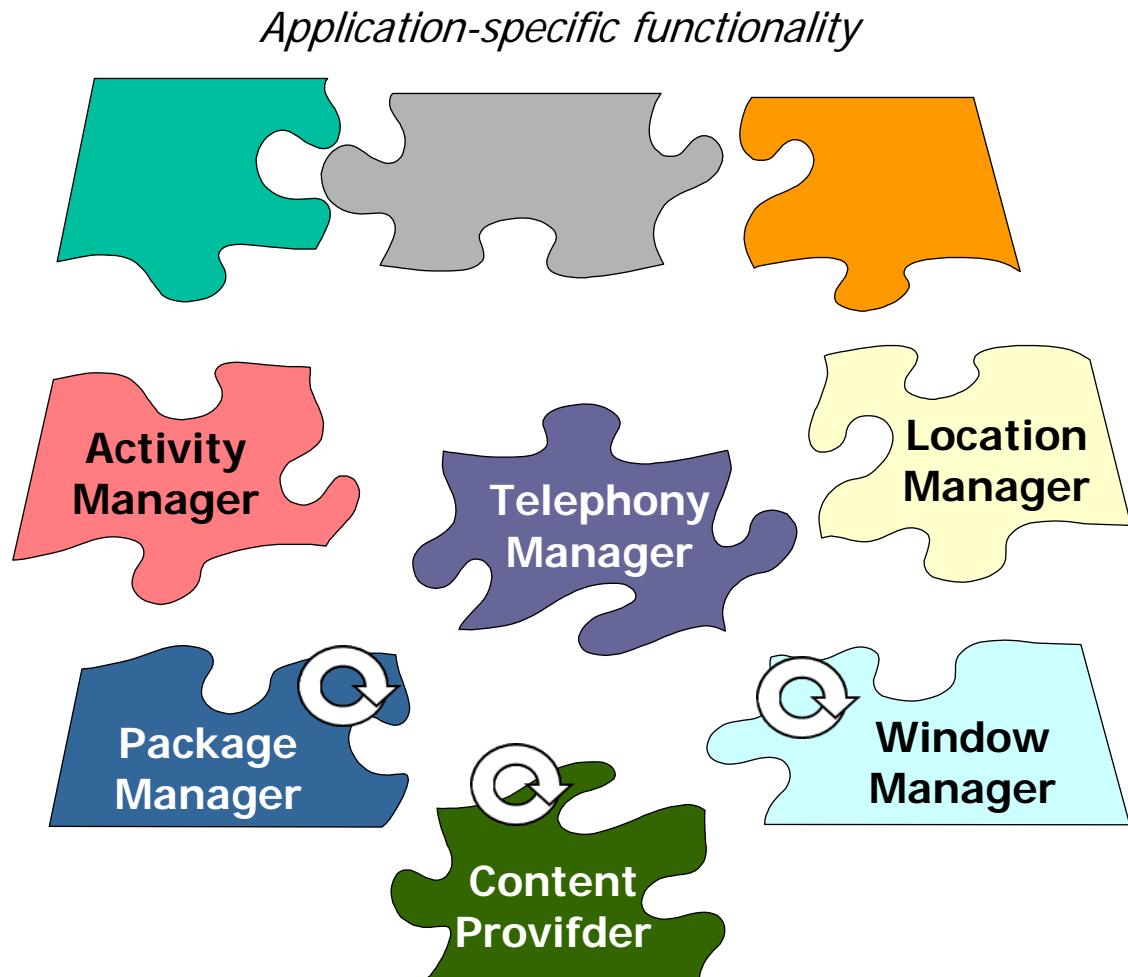 Application-specific functionality
Activity
Manager
Telephony
Manager
Location
Manager
Package
Manager
Content
Provifder
Window
Manager